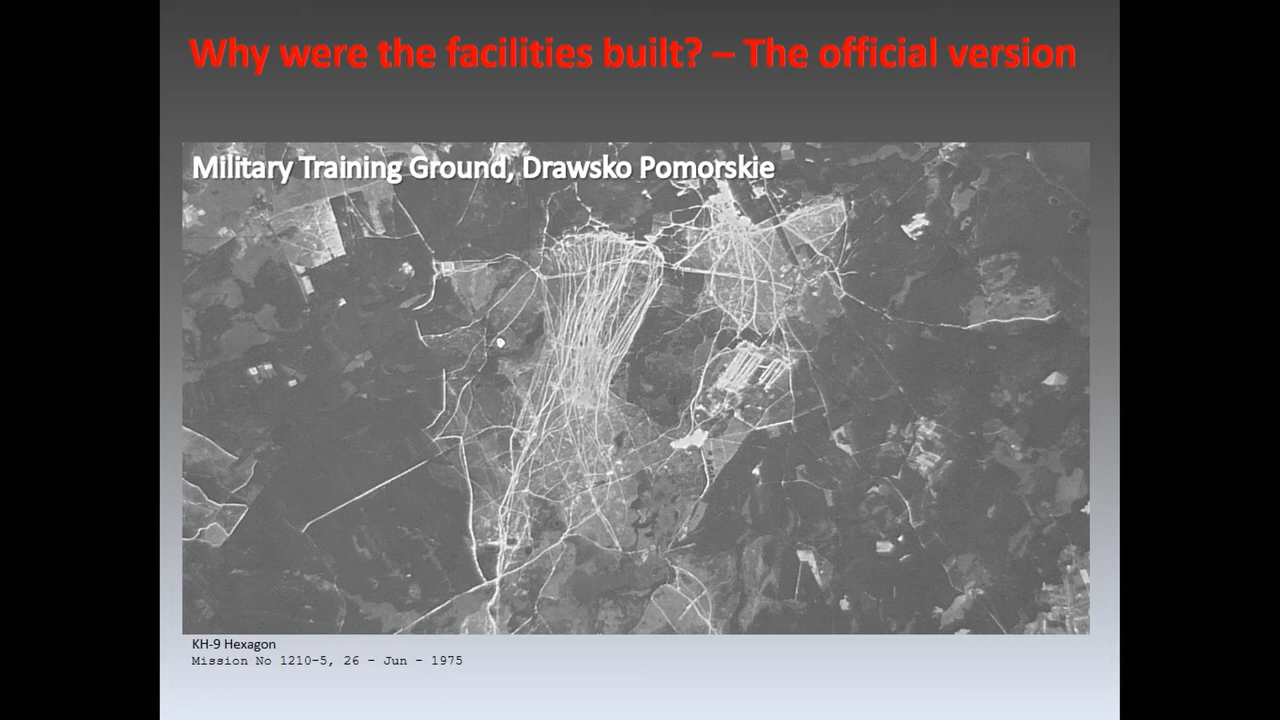 Why were the facilities built? – The official version
Military Training Ground, Drawsko Pomorskie
KH-9 Hexagon
Mission No 1210-5, 26 - Jun - 1975